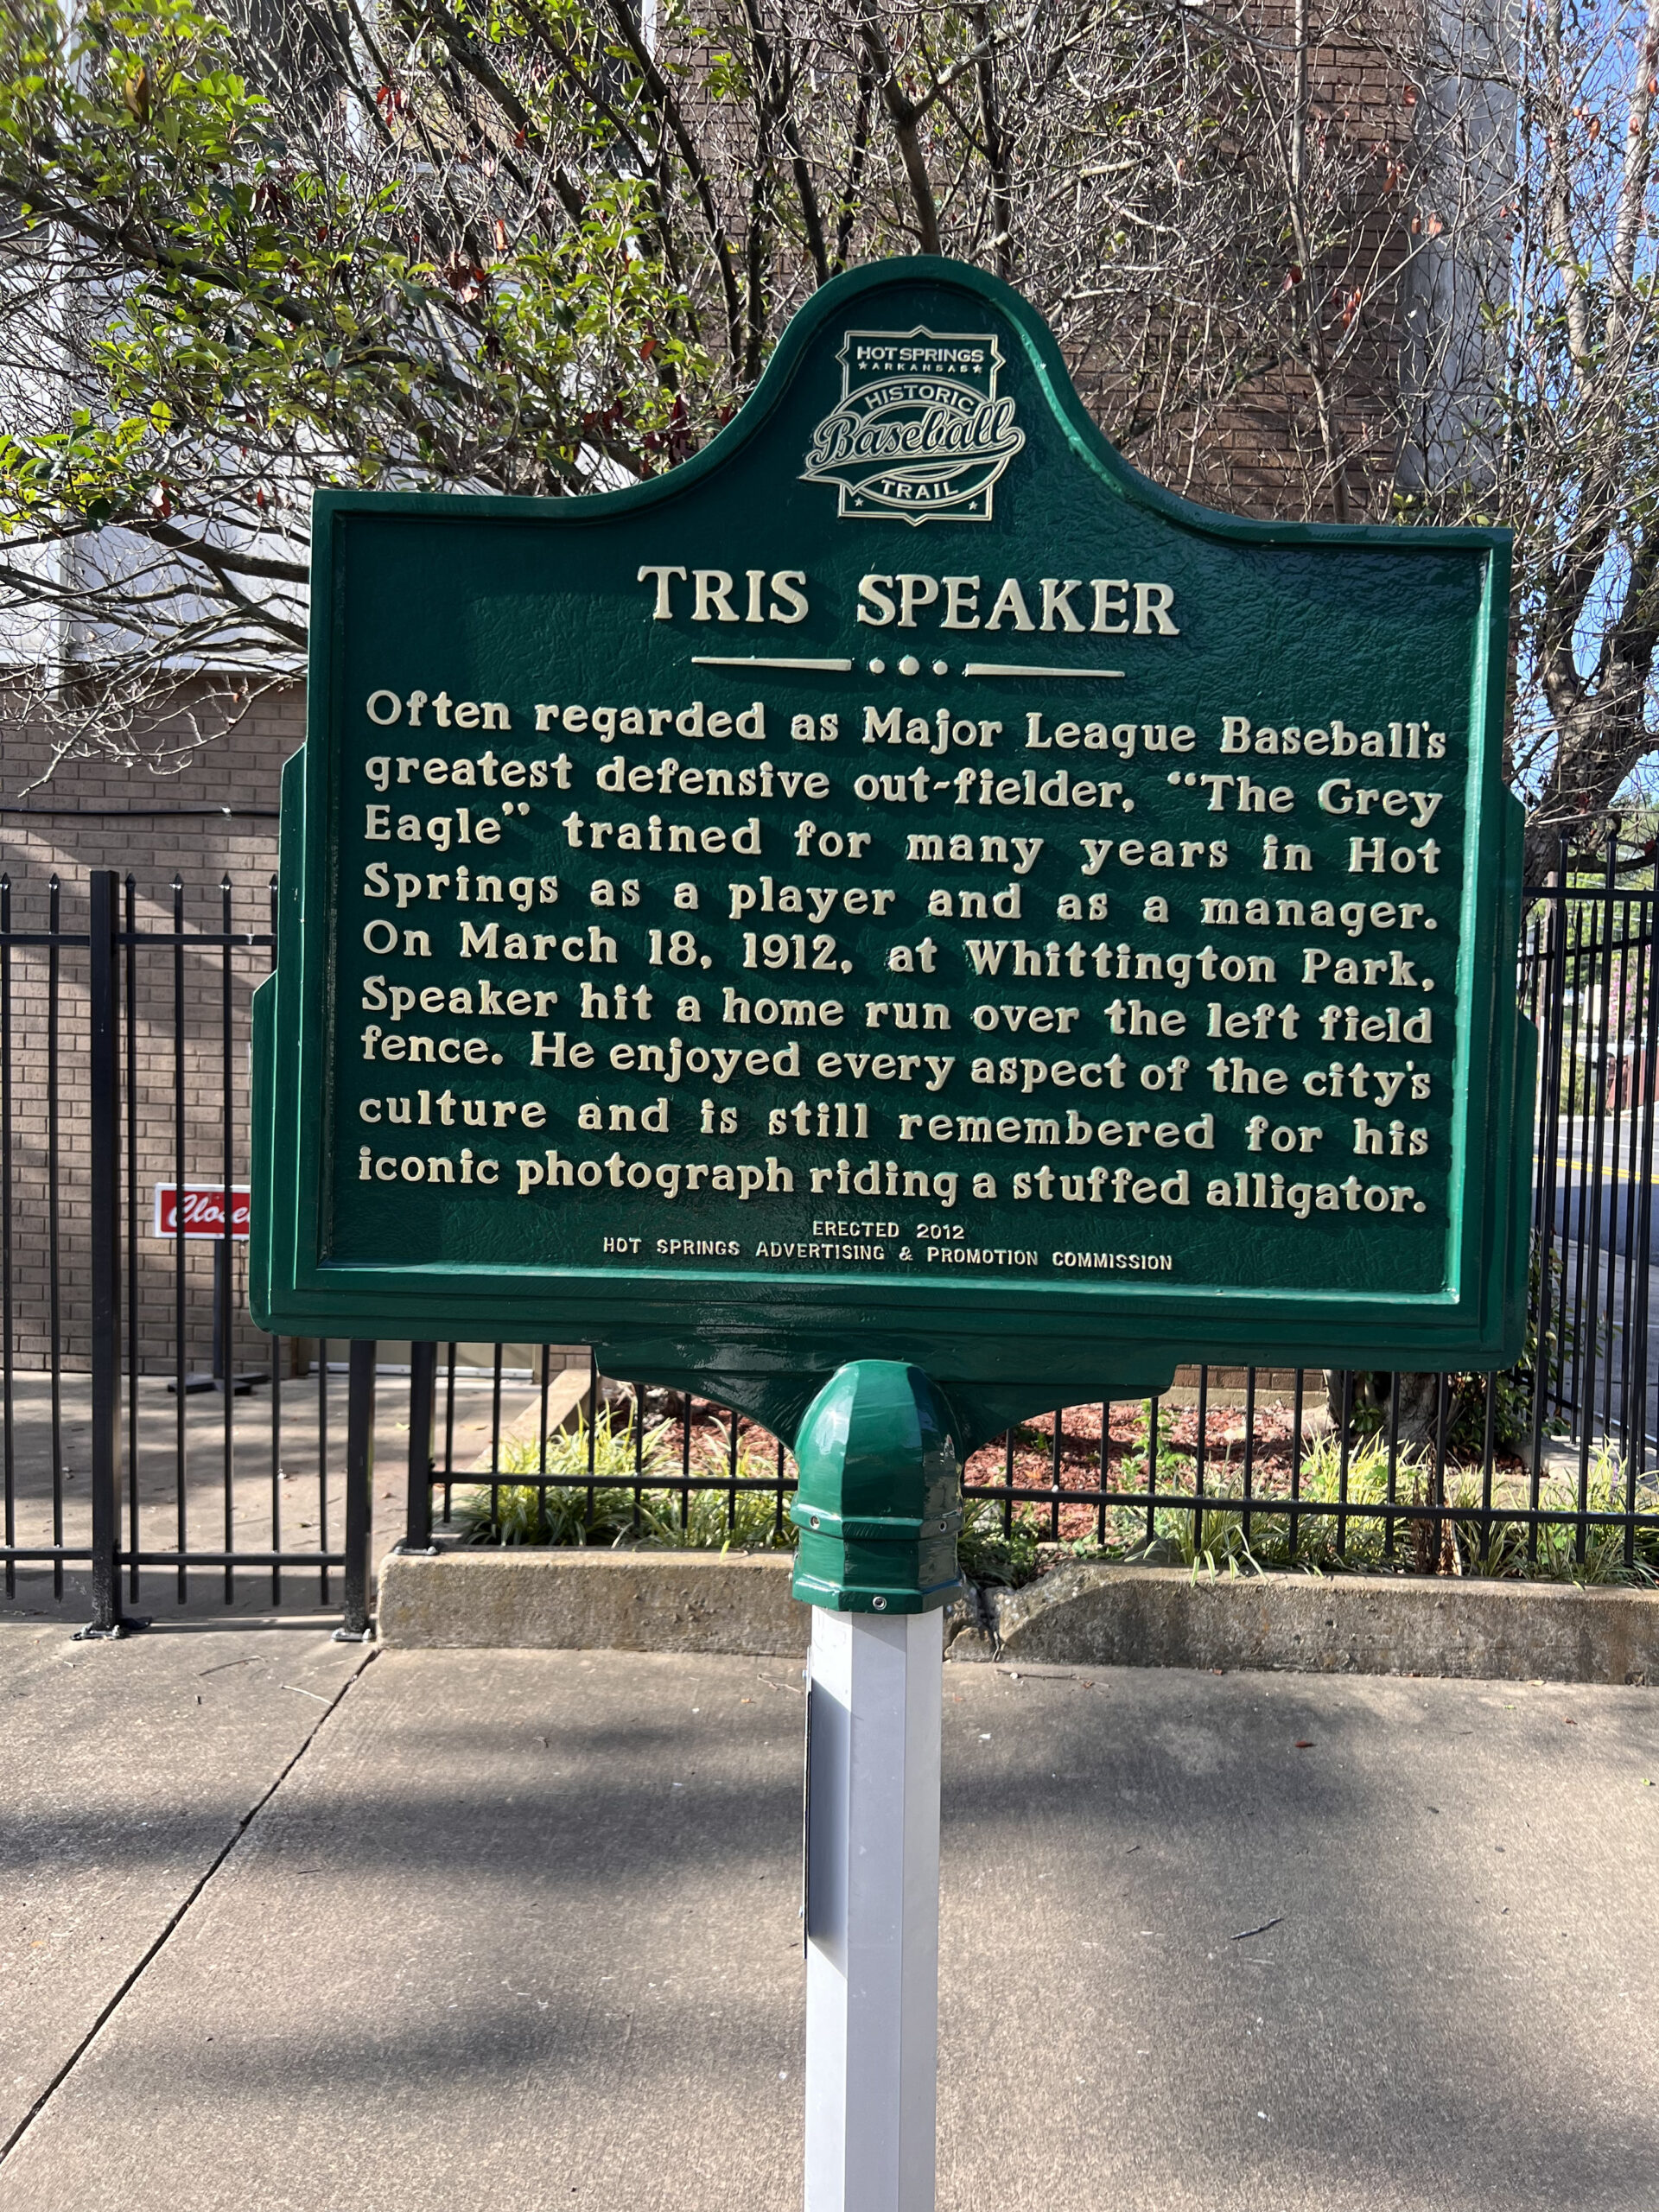 HOT SPRINGS
★ARKANSAS★
HISTORIC
Baseball
TRAIL
TRIS SPEAKER
Often regarded as Major League Baseball's
greatest defensive out-fielder, “The Grey
Eagle” trained for many years in Hot
Springs as a player and as a manager.
On March 18, 1912, at Whittington Park,
Speaker hit a home run over the left field
fence. He enjoyed every aspect of the city's
culture and is still remembered for his
iconic photograph riding a stuffed alligator.
ERECTED 2012
HOT SPRINGS ADVERTISING & PROMOTION COMMISSION